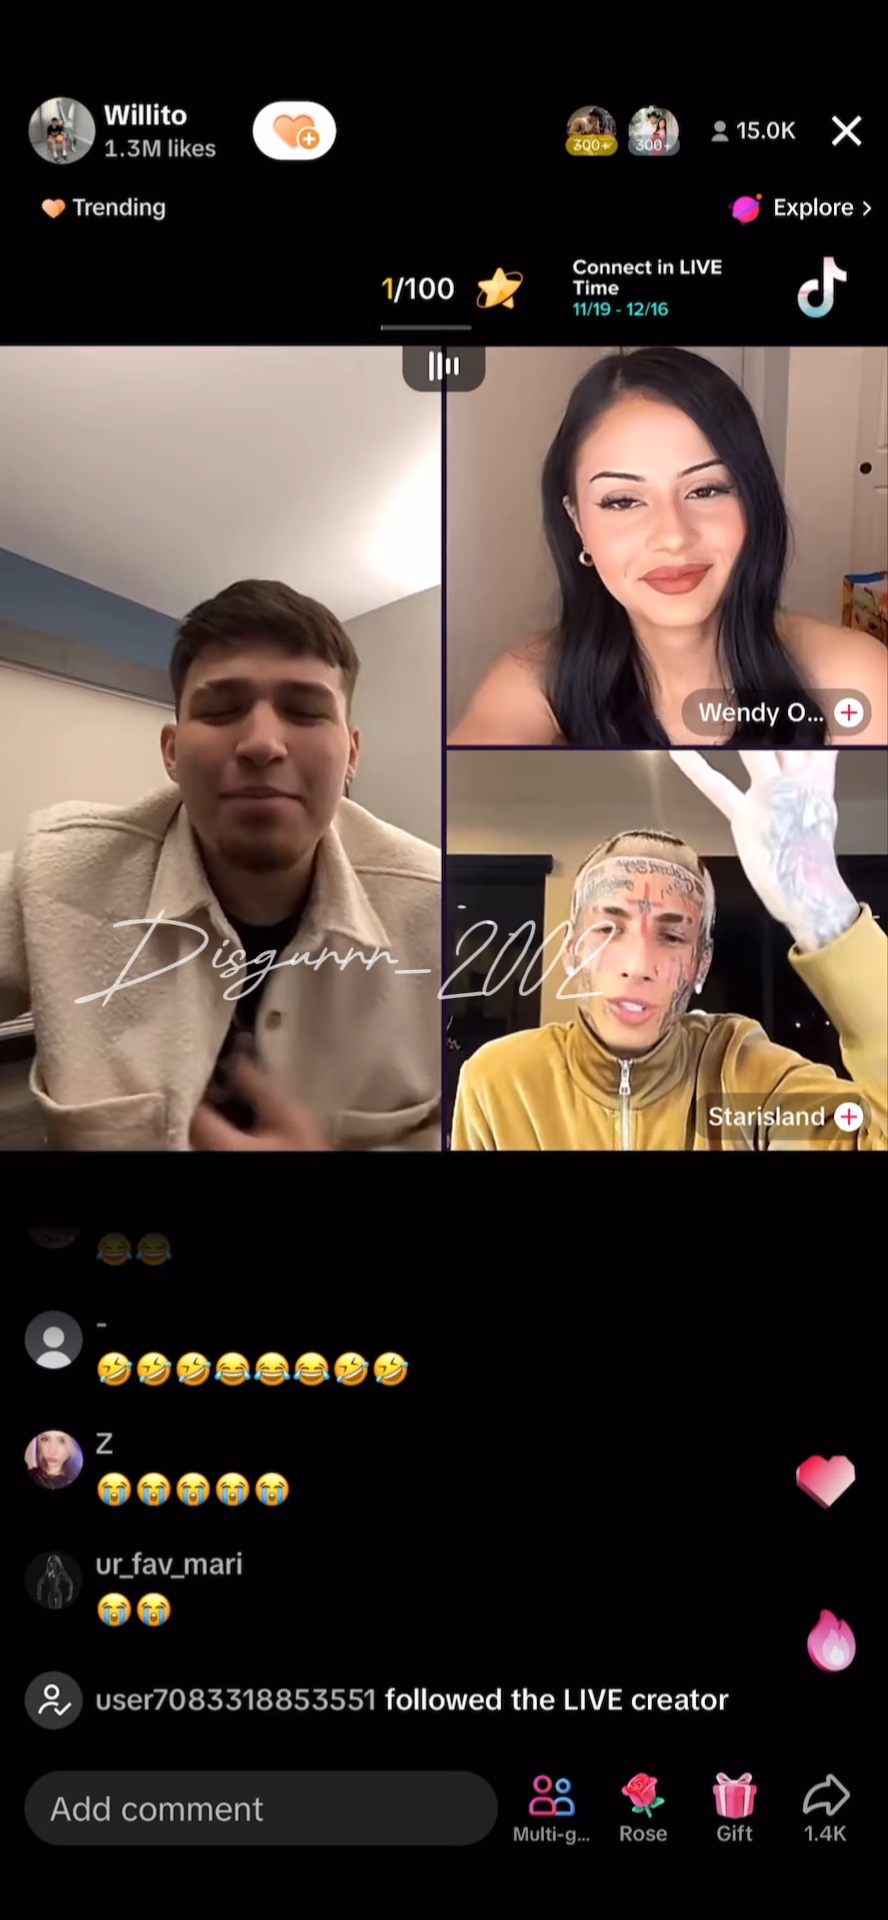 Willito
1.3M likes
300+
300+
15.0K
Trending
Explore
1/100
Connect in LIVE
Time
11/19 - 12/16
Wendy O...
Disgunnn_2002
Starisland
😂😂
-
🤣🤣🤣😂😂😂🤣🤣
Z
😭😭😭😭😭
ur_fav_mari
😭😭
user7083318853551 followed the LIVE creator
Add comment
Multi-g...
Rose
Gift
1.4K